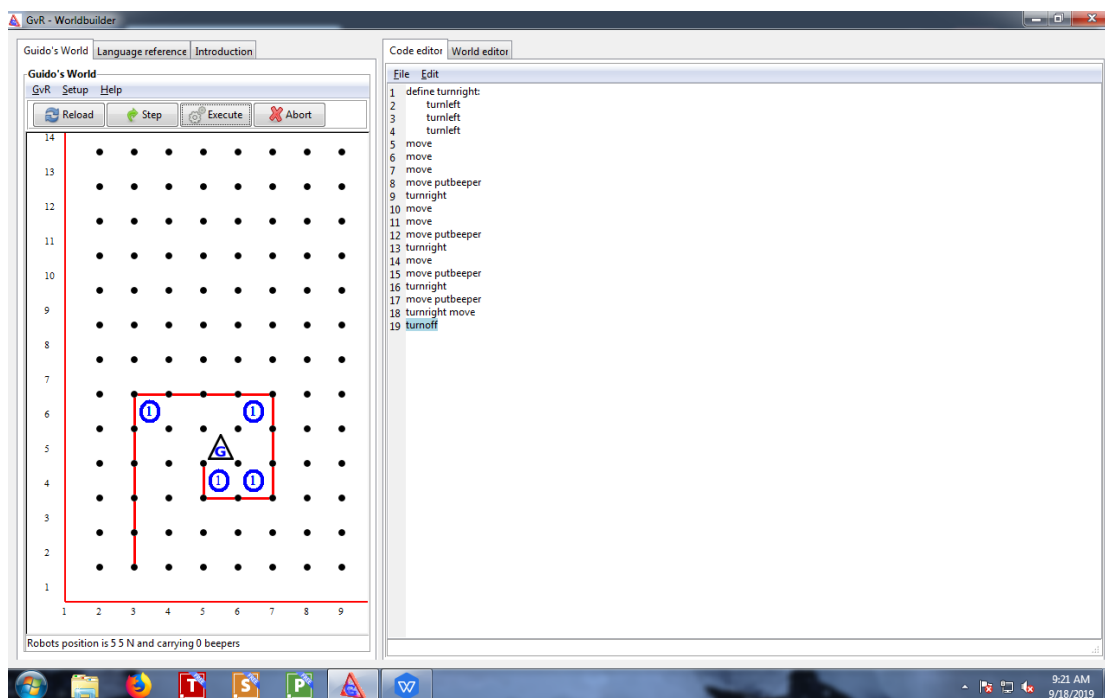 GvR - Worldbuilder
Guido's World Language reference Introduction
Guido's World
GvR Setup Help
Reload Step Execute Abort
14
13
12
11
10
9
8
7
6
5
4
3
2
1
1 2 3 4 5 6 7 8 9
1 1
G
1 1
Robots position is 5 5 N and carrying 0 beepers
Code editor World editor
File Edit
1 define turnright:
2 turnleft
3 turnleft
4 turnleft
5 move
6 move
7 move
8 move putbeeper
9 turnright
10 move
11 move
12 move putbeeper
13 turnright
14 move
15 move putbeeper
16 turnright
17 move putbeeper
18 turnright move
19 turnoff
T S P G W
9:21 AM
9/18/2019